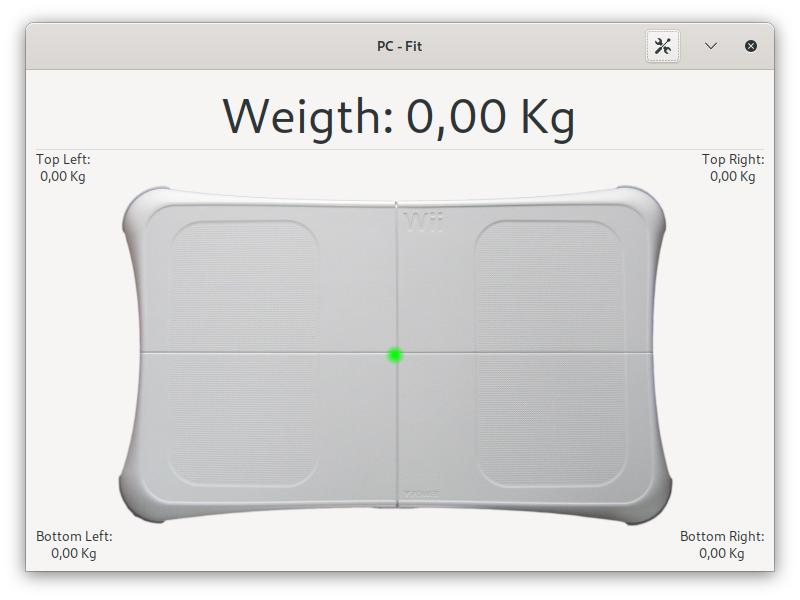 PC - Fit
Weigth: 0,00 Kg
Top Left:
0,00 Kg
Top Right:
0,00 Kg
Wii
POWER
Bottom Left:
0,00 Kg
Bottom Right:
0,00 Kg